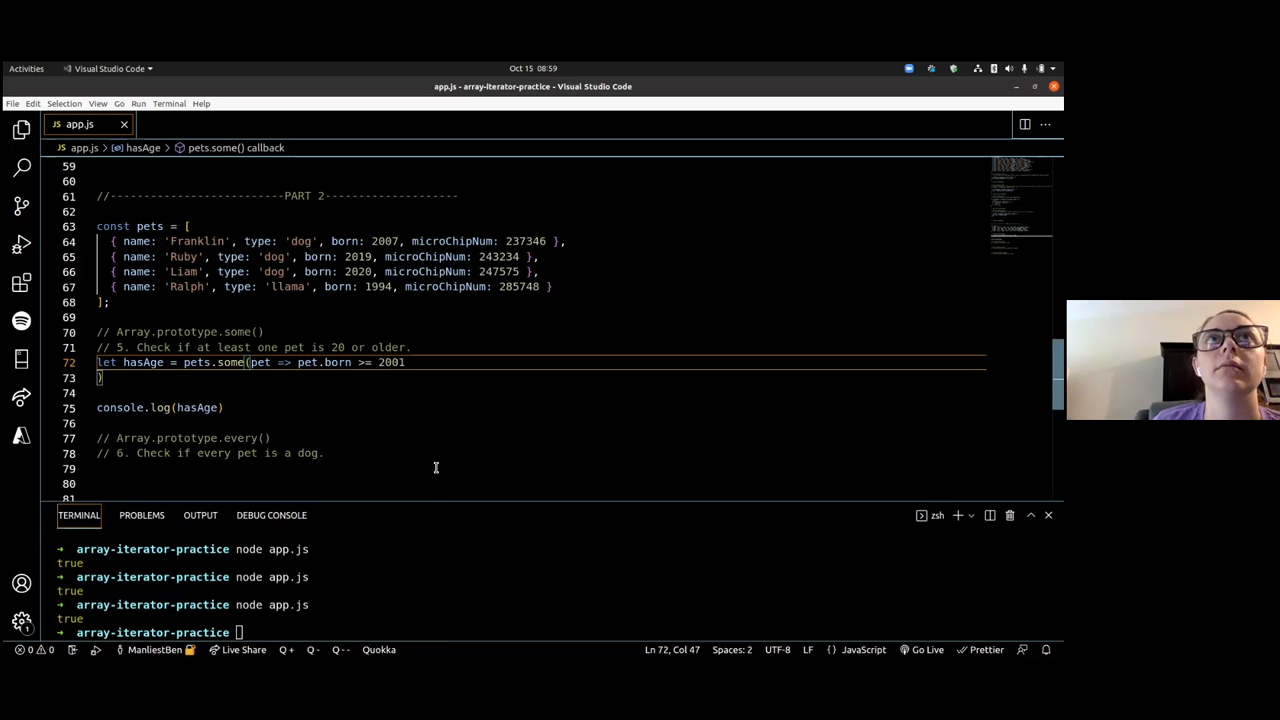 Activities Visual Studio Code Oct 15 08:59
app.js - array-iterator-practice - Visual Studio Code
File Edit Selection View Go Run Terminal Help
JS app.js
JS app.js > hasAge > pets.some() callback
59
60
61 //--------------------------PART 2-------------------
62
63 const pets = [
64 { name: 'Franklin', type: 'dog', born: 2007, microChipNum: 237346 },
65 { name: 'Ruby', type: 'dog', born: 2019, microChipNum: 243234 },
66 { name: 'Liam', type: 'dog', born: 2020, microChipNum: 247575 },
67 { name: 'Ralph', type: 'llama', born: 1994, microChipNum: 285748 }
68 ];
69
70 // Array.prototype.some()
71 // 5. Check if at least one pet is 20 or older.
72 let hasAge = pets.some(pet => pet.born >= 2001
73 )
74
75 console.log(hasAge)
76
77 // Array.prototype.every()
78 // 6. Check if every pet is a dog.
79
80
81
TERMINAL PROBLEMS OUTPUT DEBUG CONSOLE zsh
→ array-iterator-practice node app.js
true
→ array-iterator-practice node app.js
true
→ array-iterator-practice node app.js
true
→ array-iterator-practice
0 0 ManliestBen Live Share Q+ Q- Q-- Quokka Ln 72, Col 47 Spaces: 2 UTF-8 LF { } JavaScript Go Live Prettier